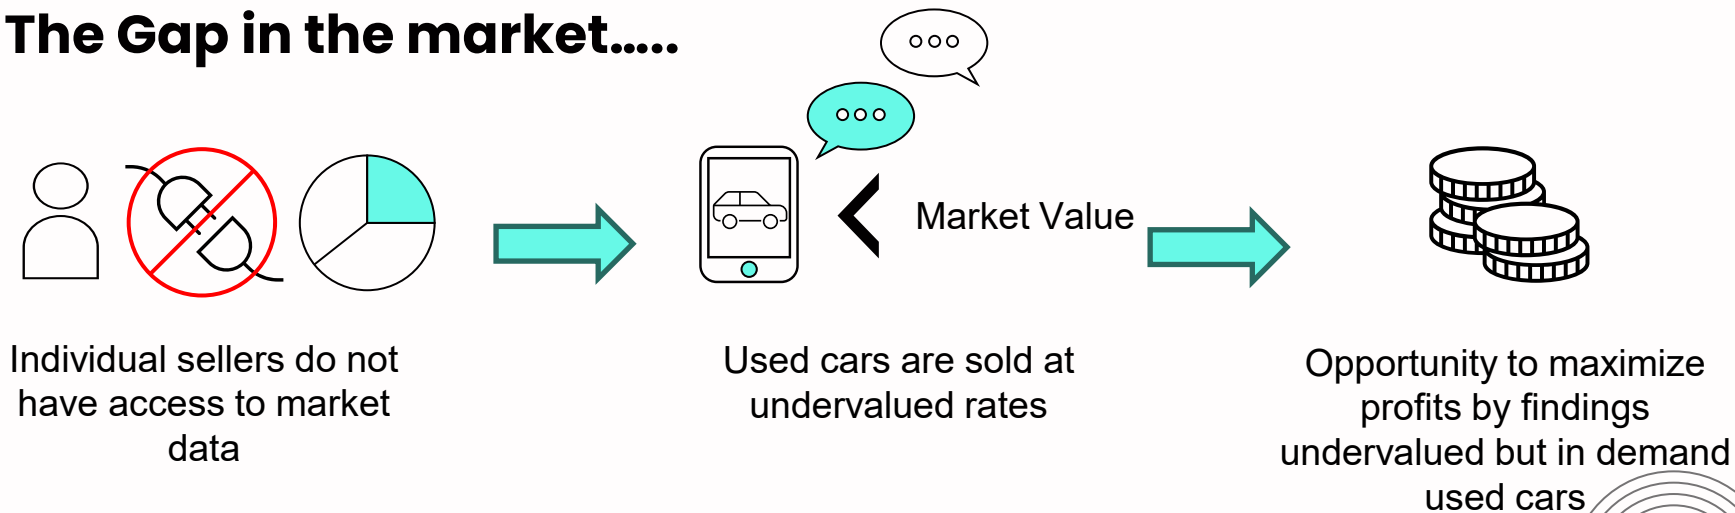 The Gap in the market.....
Market Value
Individual sellers do not
have access to market
data
Used cars are sold at
undervalued rates
Opportunity to maximize
profits by findings
undervalued but in demand
used cars